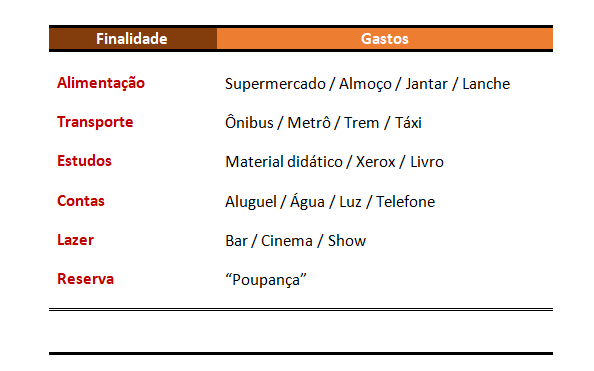 Finalidade Gastos
Alimentação Supermercado / Almoço / Jantar / Lanche
Transporte Ônibus / Metrô / Trem / Táxi
Estudos Material didático / Xerox / Livro
Contas Aluguel / Água / Luz / Telefone
Lazer Bar / Cinema / Show
Reserva “Poupança”